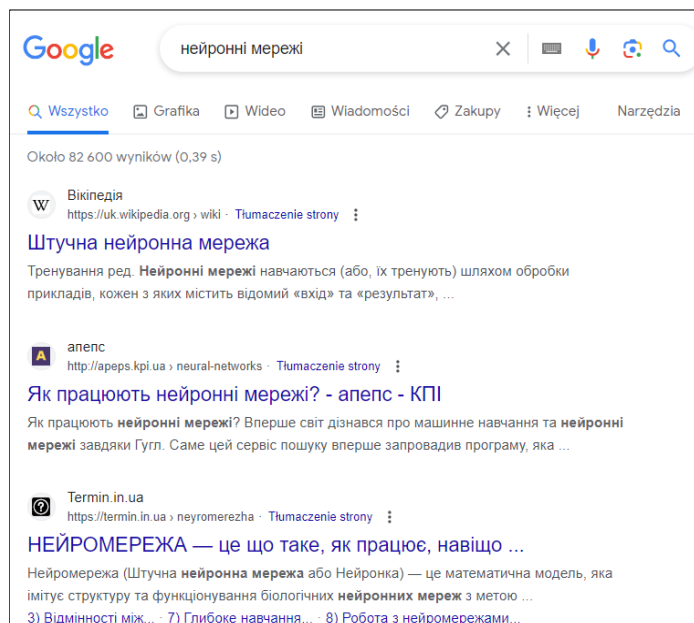 Google
нейронні мережі
Wszystko Grafika Wideo Wiadomości Zakupy Więcej Narzędzia
Około 82 600 wyników (0,39 s)
Вікіпедія
https://uk.wikipedia.org › wiki · Tłumaczenie strony
Штучна нейронна мережа
Тренування ред. Нейронні мережі навчаються (або, їх тренують) шляхом обробки
прикладів, кожен з яких містить відомий «вхід» та «результат», ...
апепс
http://apeps.kpi.ua › neural-networks · Tłumaczenie strony
Як працюють нейронні мережі? - апепс - КПІ
Як працюють нейронні мережі? Вперше світ дізнався про машинне навчання та нейронні
мережі завдяки Гугл. Саме цей сервіс пошуку вперше запровадив програму, яка ...
Termin.in.ua
https://termin.in.ua › neyromerezha · Tłumaczenie strony
НЕЙРОМЕРЕЖА — це що таке, як працює, навіщо ...
Нейромережа (Штучна нейронна мережа або Нейронка) — це математична модель, яка
імітує структуру та функціонування біологічних нейронних мереж з метою ...
3) Відмінності між... · 7) Глибоке навчання... · 8) Робота з нейромережами...